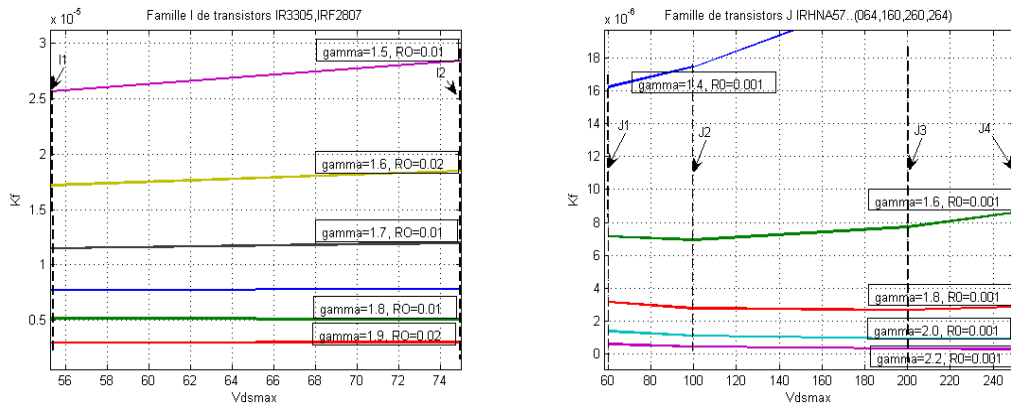 Famille I de transistors IR3305,IRF2807
x 10^-5
3
2.5
2
1.5
1
0.5
56 58 60 62 64 66 68 70 72 74
Vdsmax
Kf
I1
I2
gamma=1.5, RO=0.01
gamma=1.6, RO=0.02
gamma=1.7, RO=0.01
gamma=1.8, RO=0.01
gamma=1.9, RO=0.02
Famille de transistors J IRHNA57..(064,160,260,264)
x 10^-6
18
16
14
12
10
8
6
4
2
0
60 80 100 120 140 160 180 200 220 240
Vdsmax
Kf
J1
J2
J3
J4
gamma=1.4, R0=0.001
gamma=1.6, R0=0.001
gamma=1.8, R0=0.001
gamma=2.0, R0=0.001
gamma=2.2, R0=0.001